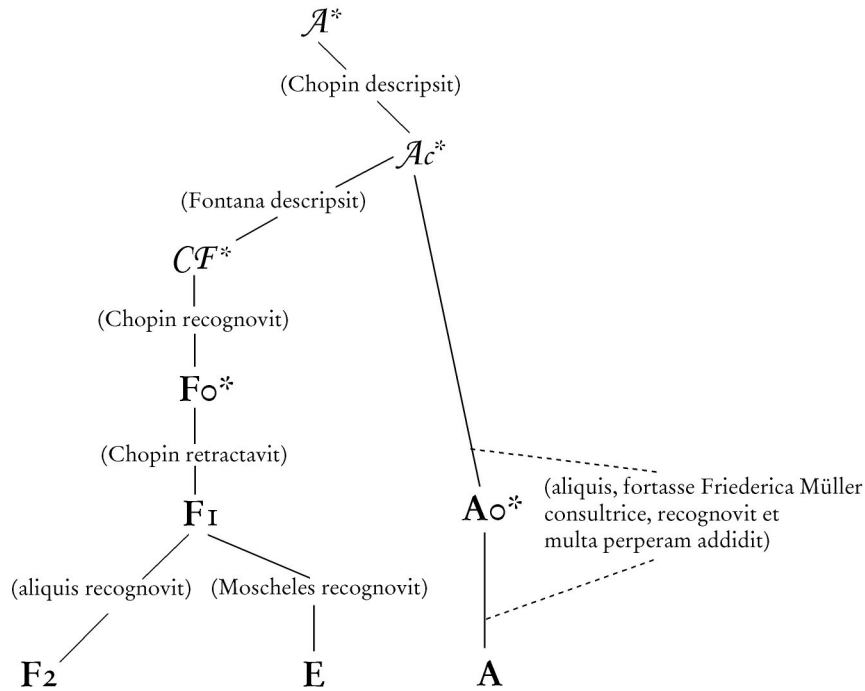 A*
(Chopin descripsit)
Ac*
(Fontana descripsit)
CF*
(Chopin recognovit)
Fo*
(Chopin retractavit)
F1
Ao*
(aliquis, fortasse Friederica Müller
consultrice, recognovit et
multa perperam addidit)
(aliquis recognovit)
(Moscheles recognovit)
F2
E
A